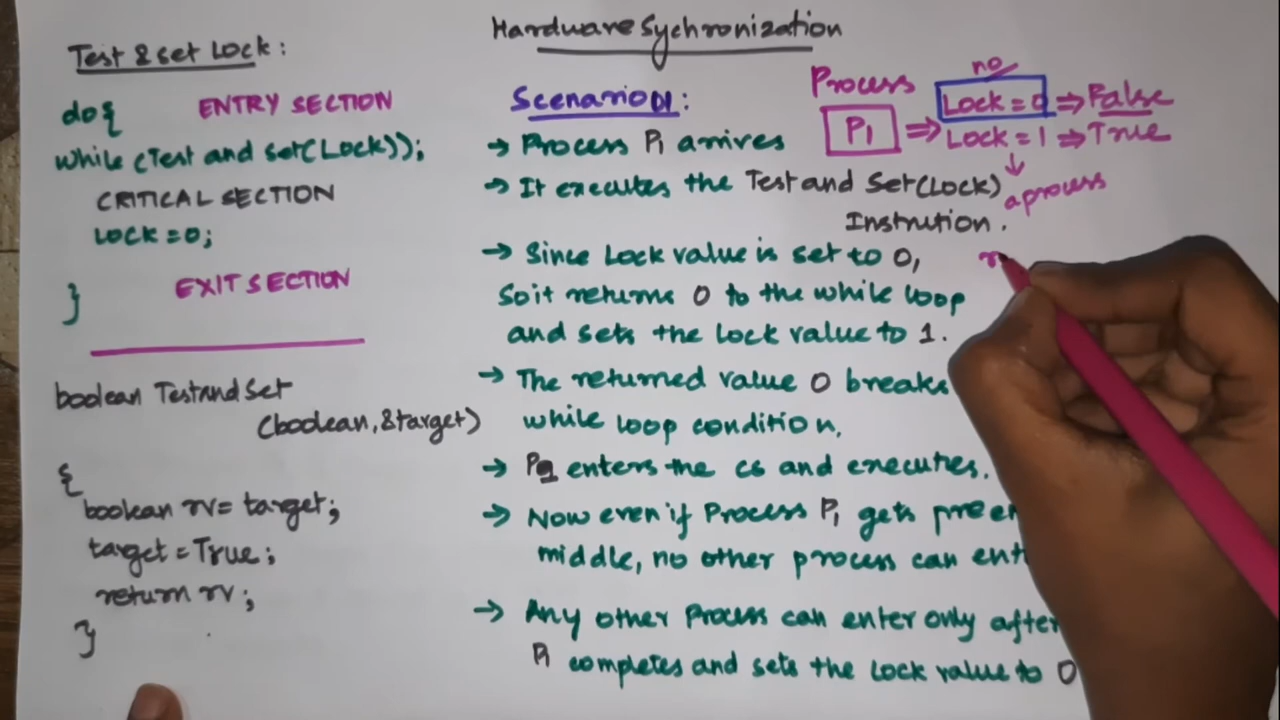 Hardware Sychronization
Test & set Lock:
do{ ENTRY SECTION
while (Test and set(Lock));
CRITICAL SECTION
LOCK = 0;
EXIT SECTION
}
boolean TestandSet
(boolean, &target)
{
boolean rv = target;
target = True;
return rv;
}
Scenario 01:
→ Process P1 arrives
→ It executes the Test and Set(Lock)
Instrution.
→ Since Lock value is set to 0,
So it returns 0 to the while loop
and sets the lock value to 1.
→ The returned value 0 breaks
while loop condition.
→ P1 enters the cs and executies.
→ Now even if Process P1 gets
middle, no other process can
→ Any other Process can enter only after
P1 completes and sets the Lock value to 0
Process
P1 ⇒
no
Lock = 0 ⇒ False
Lock = 1 ⇒ True
a process